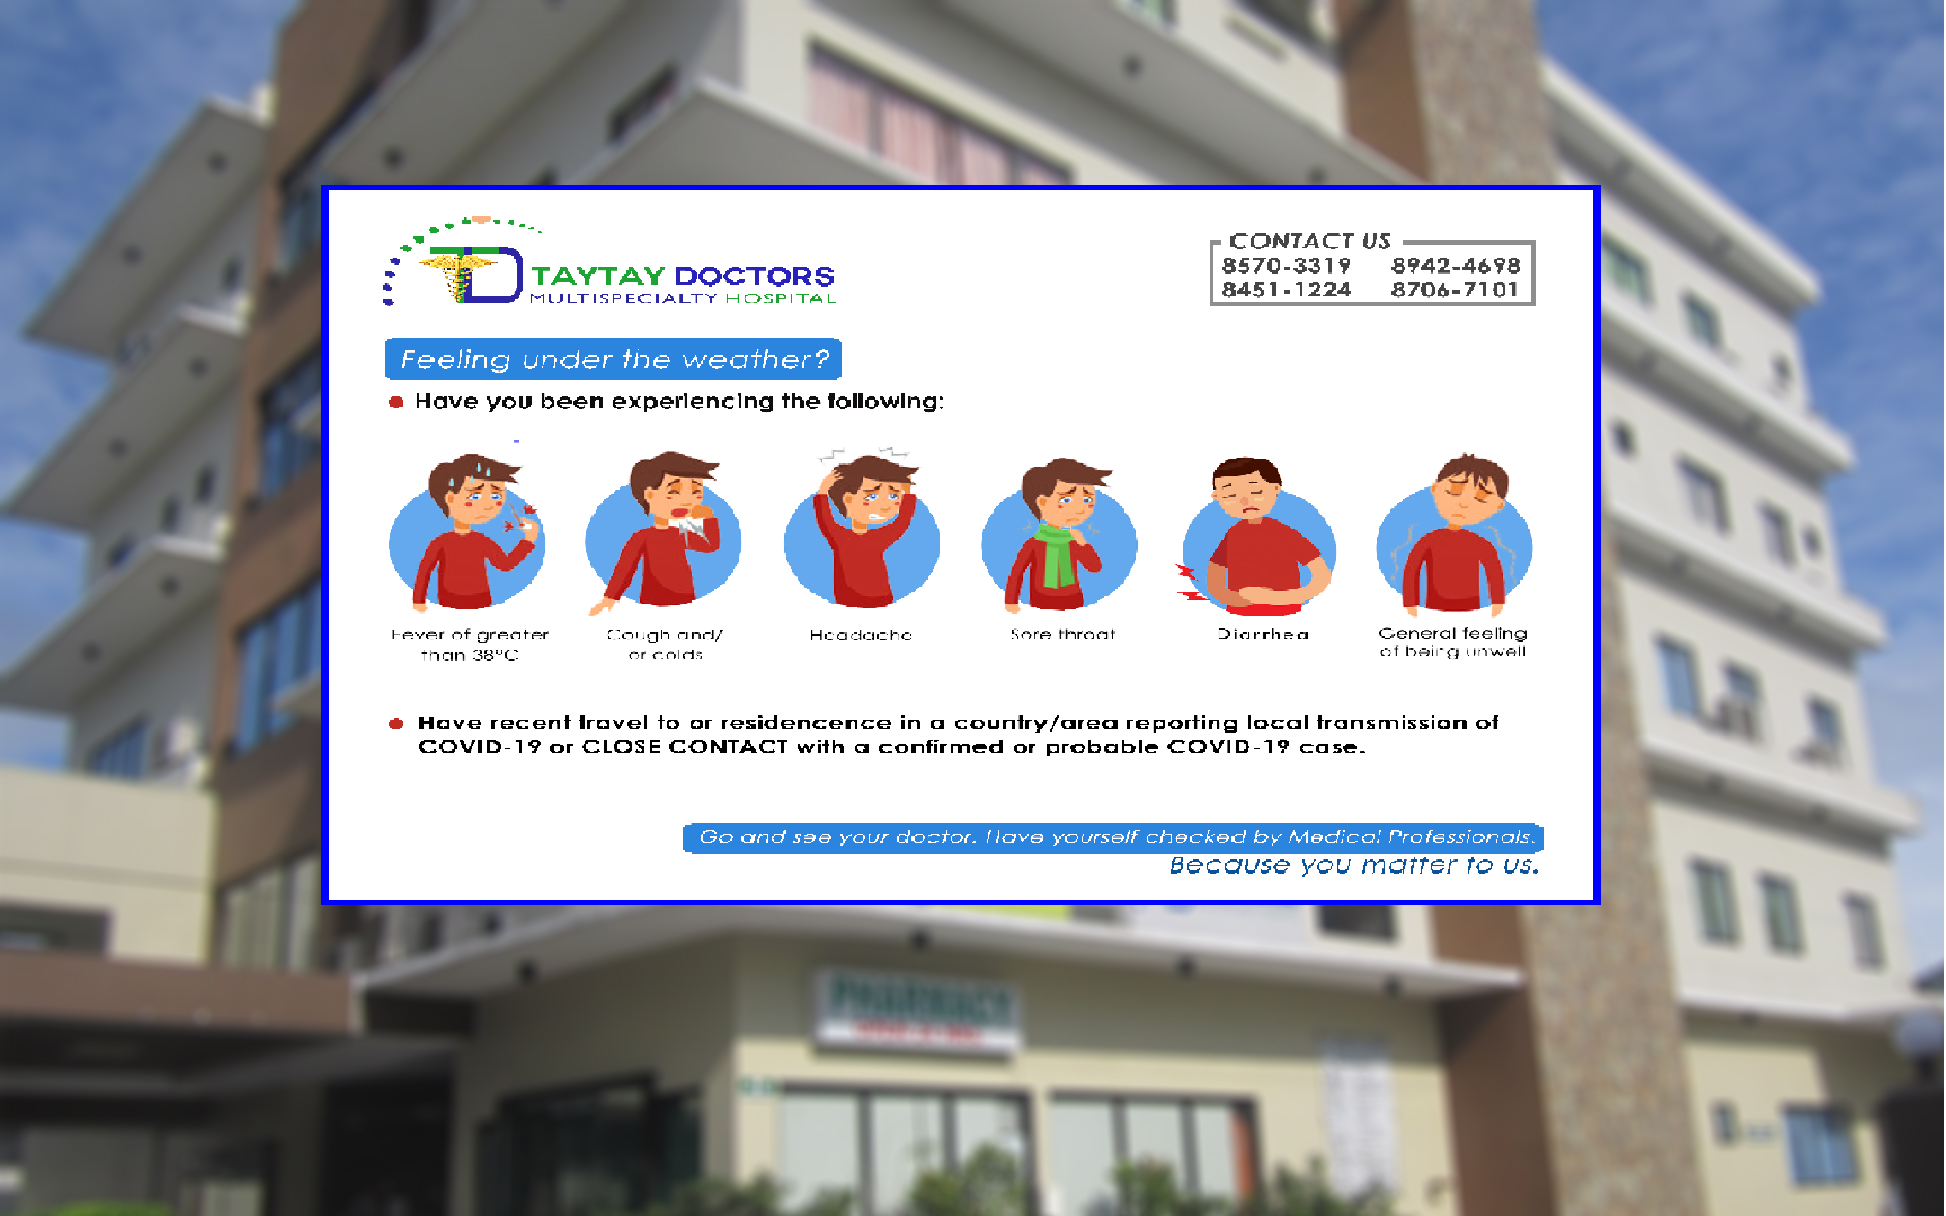 TAYTAY DOCTORS
MULTISPECIALTY HOSPITAL
CONTACT US
8570-3319 8942-4698
8451-1224 8706-7101
Feeling under the weather?
Have you been experiencing the following:
Fever of greater
than 38°C
Cough and/
or colds
Headache
Sore throat
Diarrhea
General feeling
of being unwell
Have recent travel to or residencence in a country/area reporting local transmission of
COVID-19 or CLOSE CONTACT with a confirmed or probable COVID-19 case.
Go and see your doctor. Have yourself checked by Medical Professionals.
Because you matter to us.
PHARMACY